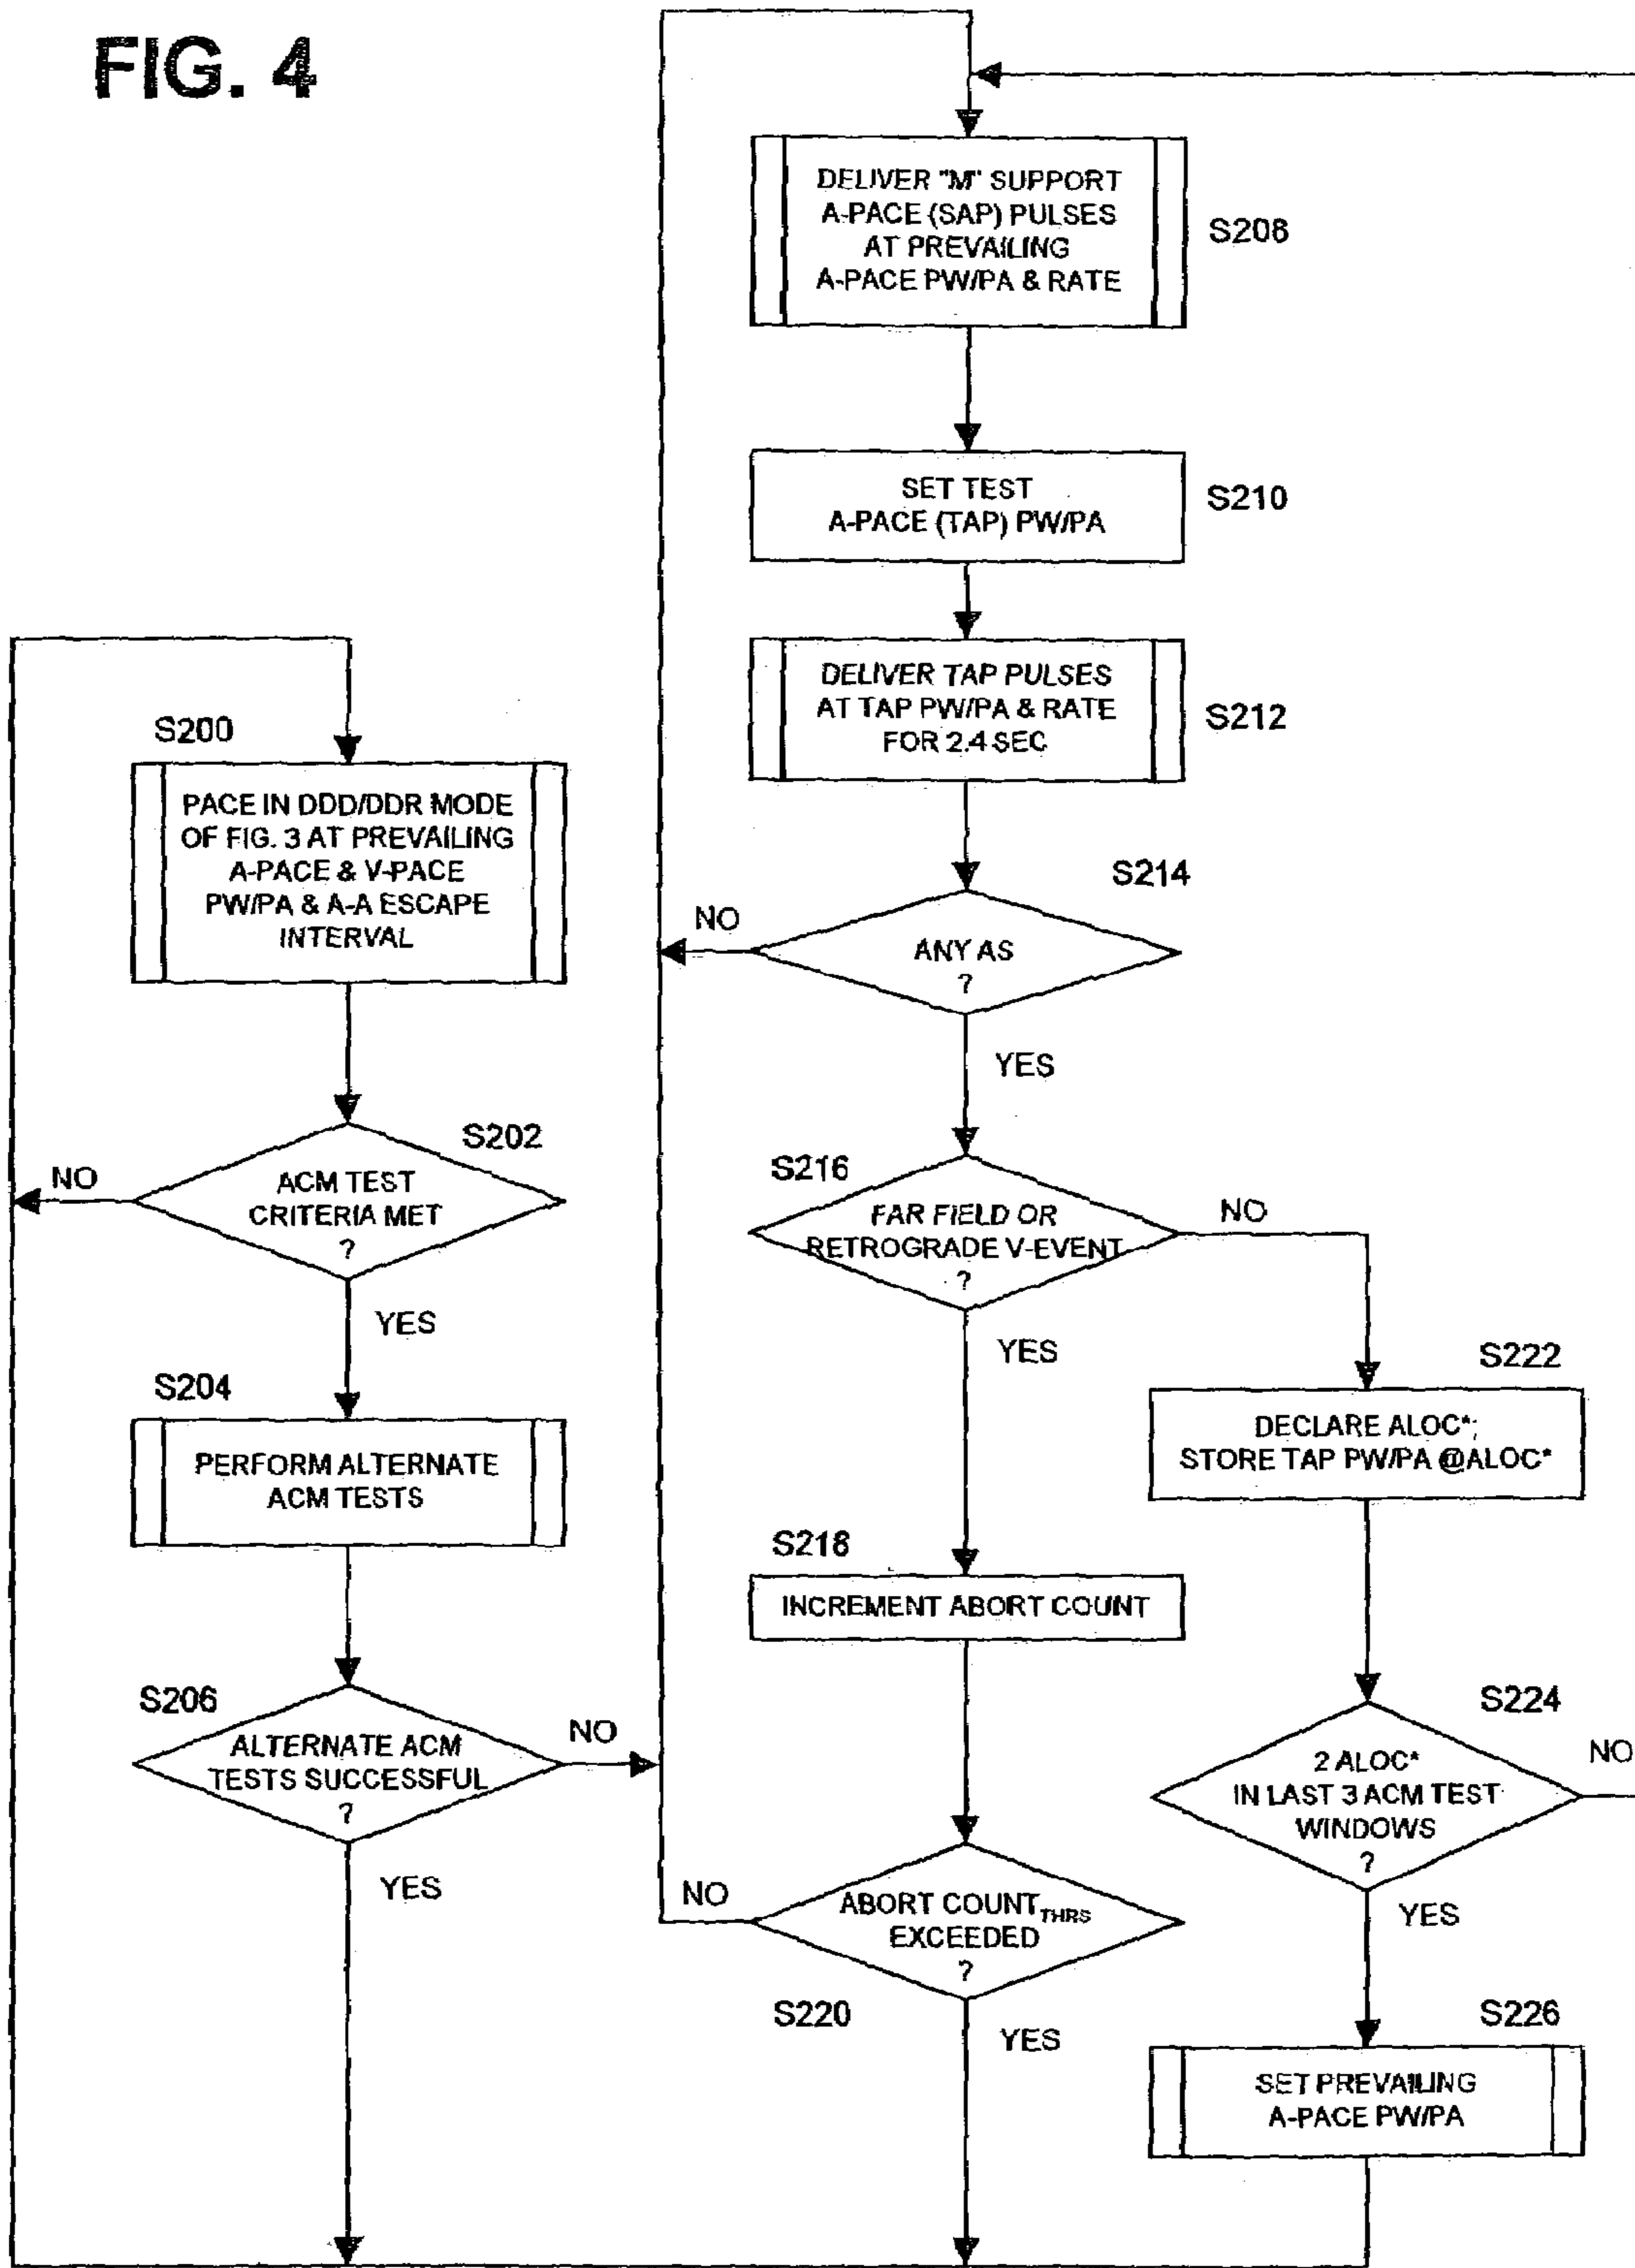 FIG. 4
S200
PACE IN DDD/DDR MODE
OF FIG. 3 AT PREVAILING
A-PACE & V-PACE
PW/PA & A-A ESCAPE
INTERVAL
S202
ACM TEST
CRITERIA MET
?
NO
YES
S204
PERFORM ALTERNATE
ACM TESTS
S206
ALTERNATE ACM
TESTS SUCCESSFUL
?
NO
YES
DELIVER "M" SUPPORT
A-PACE (SAP) PULSES
AT PREVAILING
A-PACE PW/PA & RATE
S208
SET TEST
A-PACE (TAP) PW/PA
S210
DELIVER TAP PULSES
AT TAP PW/PA & RATE
FOR 2.4 SEC
S212
S214
ANY AS
?
NO
YES
S216
FAR FIELD OR
RETROGRADE V-EVENT
?
NO
YES
S218
INCREMENT ABORT COUNT
ABORT COUNT THRS
EXCEEDED
?
NO
S220
YES
S222
DECLARE ALOC*;
STORE TAP PW/PA @ALOC*
S224
2 ALOC*
IN LAST 3 ACM TEST
WINDOWS
?
NO
YES
S226
SET PREVAILING
A-PACE PW/PA